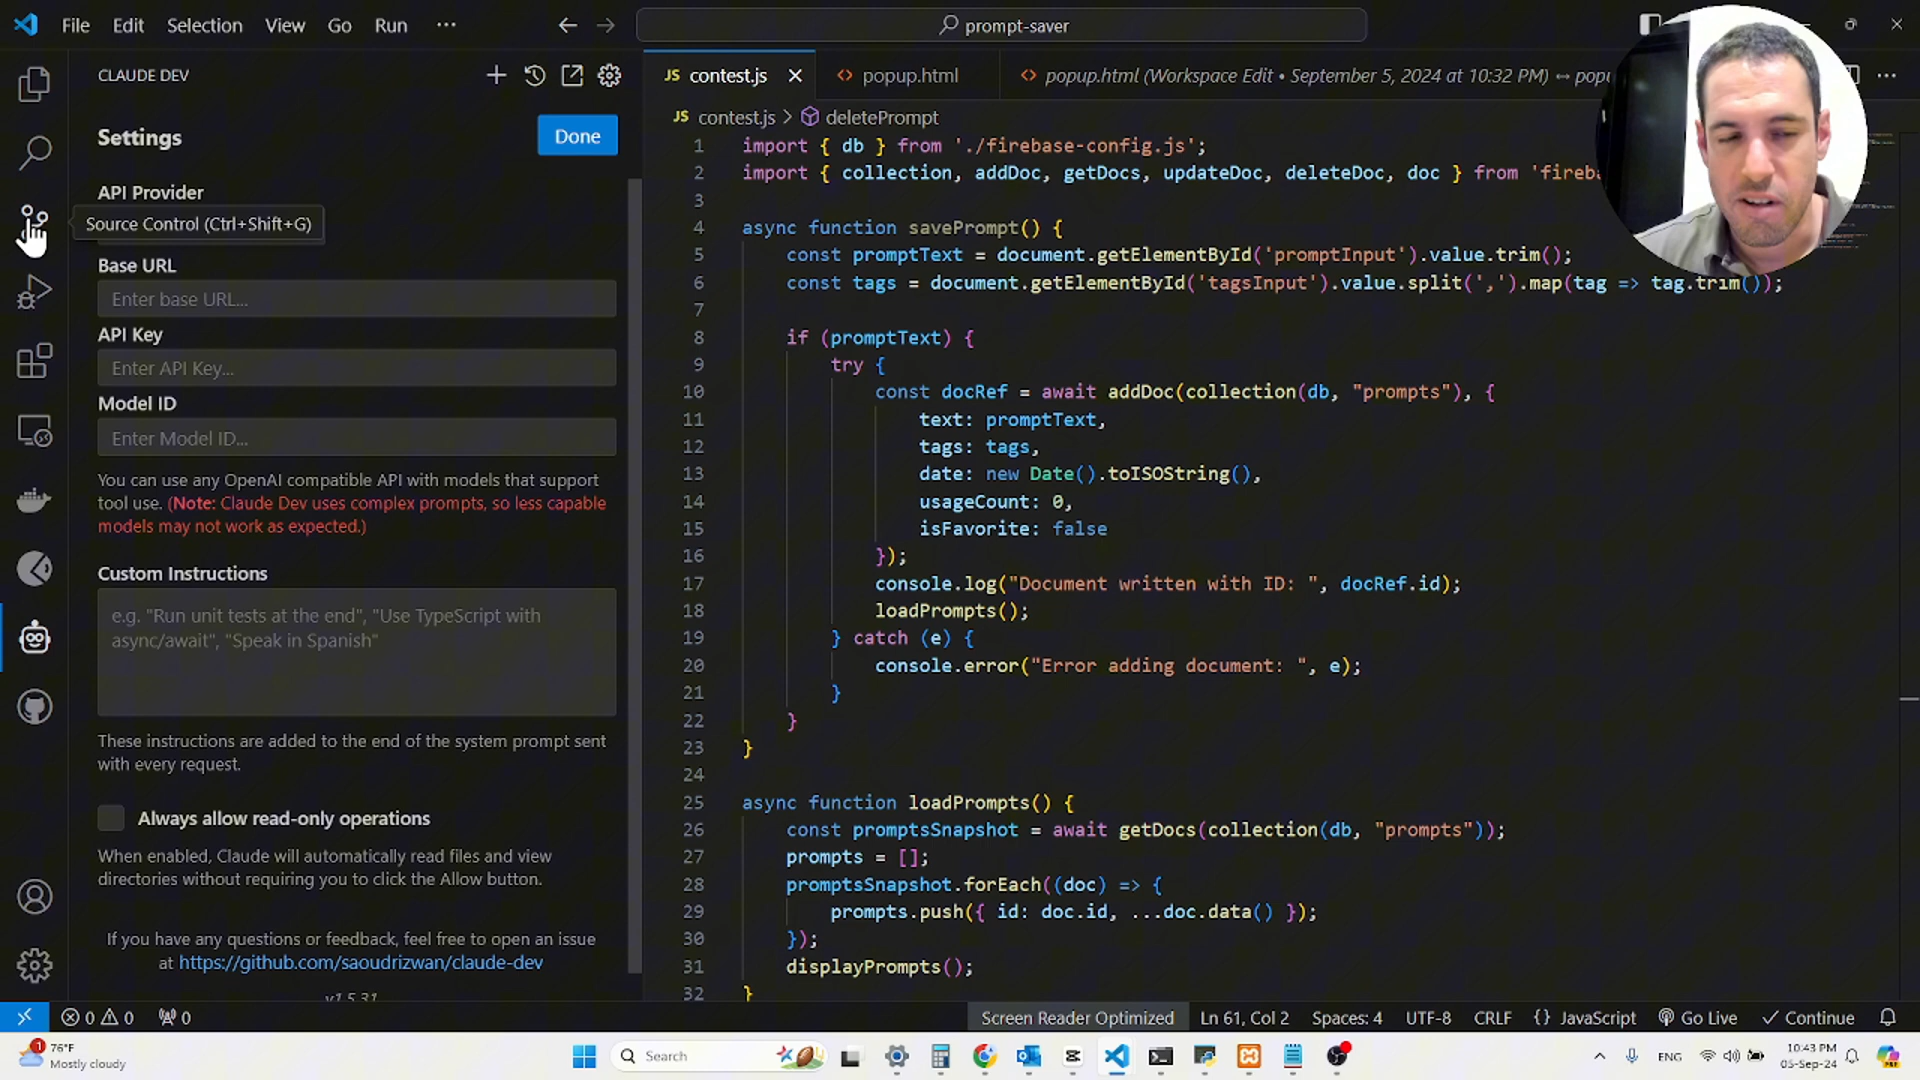 File Edit Selection View Go Run ···
prompt-saver
CLAUDE DEV
Settings
Done
API Provider
Source Control (Ctrl+Shift+G)
Base URL
Enter base URL...
API Key
Enter API Key...
Model ID
Enter Model ID...
You can use any OpenAI compatible API with models that support
tool use. (Note: Claude Dev uses complex prompts, so less capable
models may not work as expected.)
Custom Instructions
e.g. "Run unit tests at the end", "Use TypeScript with
async/await", "Speak in Spanish"
These instructions are added to the end of the system prompt sent
with every request.
Always allow read-only operations
When enabled, Claude will automatically read files and view
directories without requiring you to click the Allow button.
If you have any questions or feedback, feel free to open an issue
at https://github.com/saoudrizwan/claude-dev
v1.5.31
JS contest.js
popup.html
popup.html (Workspace Edit • September 5, 2024 at 10:32 PM) ↔ popu
JS contest.js > deletePrompt
1 import { db } from './firebase-config.js';
2 import { collection, addDoc, getDocs, updateDoc, deleteDoc, doc } from 'fireba
3
4 async function savePrompt() {
5 const promptText = document.getElementById('promptInput').value.trim();
6 const tags = document.getElementById('tagsInput').value.split(',').map(tag => tag.trim());
7
8 if (promptText) {
9 try {
10 const docRef = await addDoc(collection(db, "prompts"), {
11 text: promptText,
12 tags: tags,
13 date: new Date().toISOString(),
14 usageCount: 0,
15 isFavorite: false
16 });
17 console.log("Document written with ID: ", docRef.id);
18 loadPrompts();
19 } catch (e) {
20 console.error("Error adding document: ", e);
21 }
22 }
23 }
24
25 async function loadPrompts() {
26 const promptsSnapshot = await getDocs(collection(db, "prompts"));
27 prompts = [];
28 promptsSnapshot.forEach((doc) => {
29 prompts.push({ id: doc.id, ...doc.data() });
30 });
31 displayPrompts();
32 }
0 0 0
Screen Reader Optimized Ln 61, Col 2 Spaces: 4 UTF-8 CRLF {} JavaScript Go Live Continue
1 76°F
Mostly cloudy
Search
ENG
10:43 PM
05-Sep-24